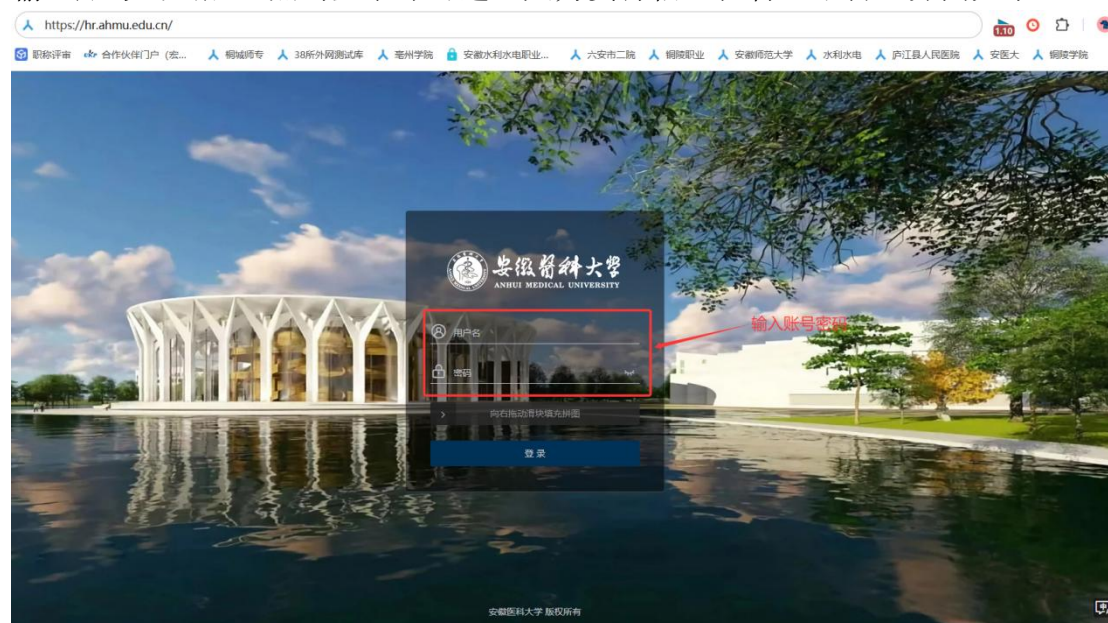 https://hr.ahmu.edu.cn/
1.10
职称评审 合作伙伴门户（宏... 桐城师专 38所外网测试库 亳州学院 安徽水利水电职业... 六安市二院 铜陵职业 安徽师范大学 水利水电 庐江县人民医院 安医大 铜陵学院
安徽医科大学
ANHUI MEDICAL UNIVERSITY
输入账号密码
用户名
密码
向右拖动滑块填充拼图
登 录
安徽医科大学 版权所有